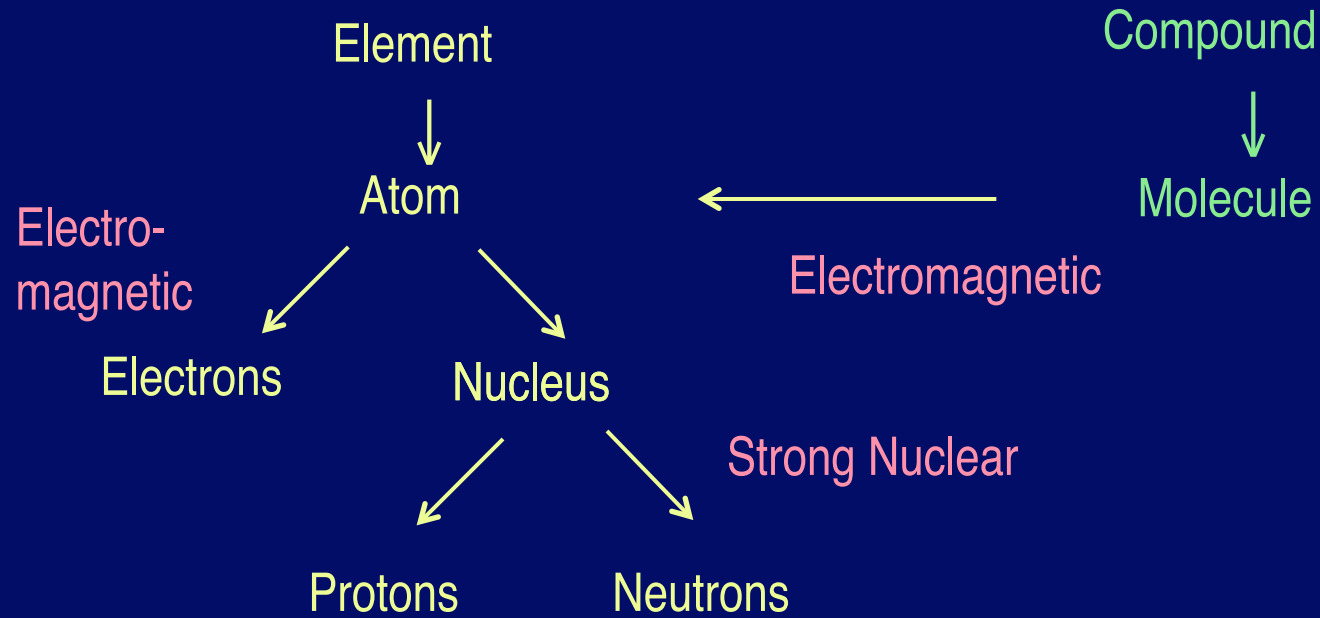 Element
Compound
Atom
Molecule
Electro-
magnetic
Electromagnetic
Electrons
Nucleus
Strong Nuclear
Protons
Neutrons